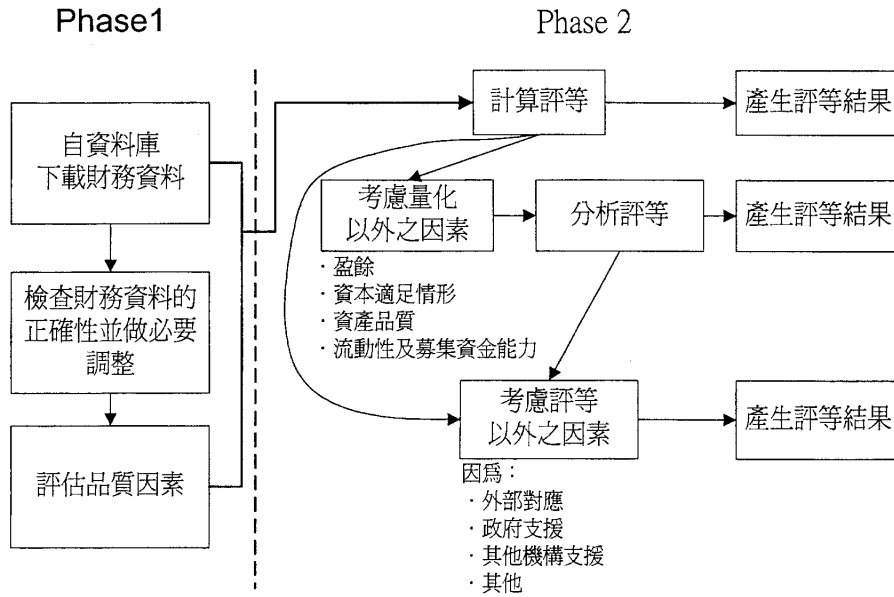 Phase1
自資料庫
下載財務資料
檢查財務資料的
正確性並做必要
調整
評估品質因素
Phase 2
計算評等
產生評等結果
考慮量化
以外之因素
分析評等
產生評等結果
·盈餘
·資本適足情形
·資產品質
·流動性及募集資金能力
考慮評等
以外之因素
產生評等結果
因為：
·外部對應
·政府支援
·其他機構支援
·其他